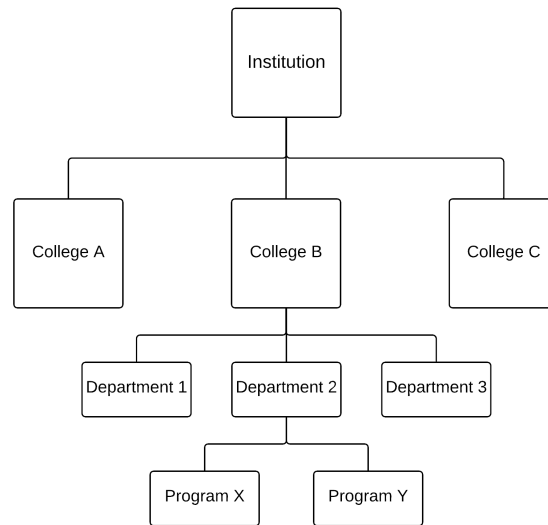 Institution
College A
College B
College C
Department 1
Department 2
Department 3
Program X
Program Y